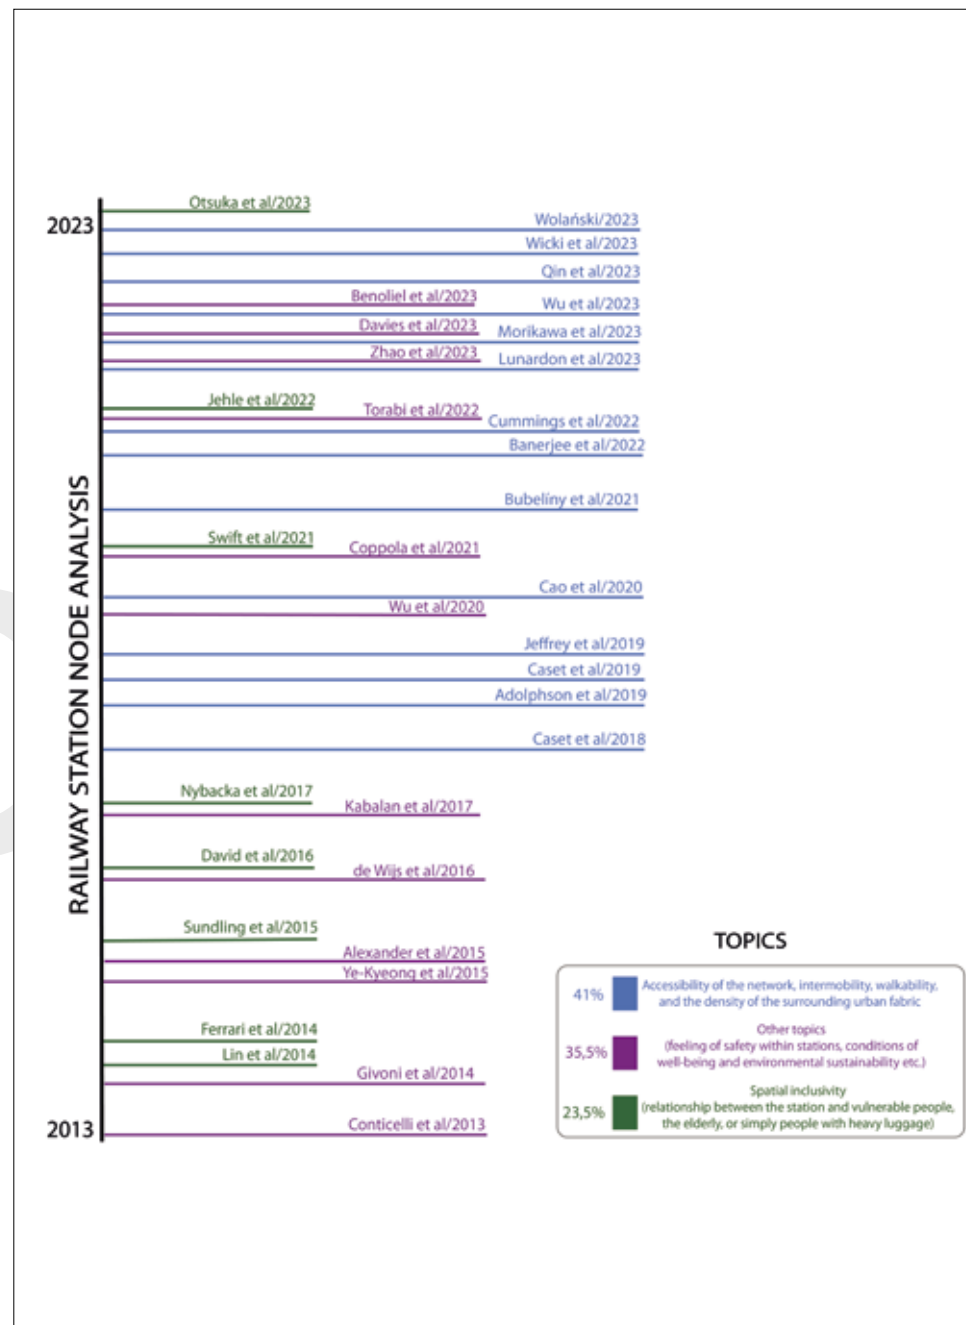 Otsuka et al/2023
2023
Wolański/2023
Wicki et al/2023
Qin et al/2023
Benoliel et al/2023
Wu et al/2023
Davies et al/2023
Morikawa et al/2023
Zhao et al/2023
Lunardon et al/2023
Jehle et al/2022
Torabi et al/2022
Cummings et al/2022
Banerjee et al/2022
RAILWAY STATION NODE ANALYSIS
Bubelíny et al/2021
Swift et al/2021
Coppola et al/2021
Cao et al/2020
Wu et al/2020
Jeffrey et al/2019
Caset et al/2019
Adolphson et al/2019
Caset et al/2018
Nybacka et al/2017
Kabalan et al/2017
David et al/2016
de Wijs et al/2016
Sundling et al/2015
Alexander et al/2015
Ye-Kyeong et al/2015
Ferrari et al/2014
Lin et al/2014
Givoni et al/2014
Conticelli et al/2013
2013
TOPICS
41%
Accessibility of the network, intermobility, walkability,
and the density of the surrounding urban fabric
35,5%
Other topics
(feeling of safety within stations, conditions of
well-being and environmental sustainability etc.)
23,5%
Spatial inclusivity
(relationship between the station and vulnerable people,
the elderly, or simply people with heavy luggage)